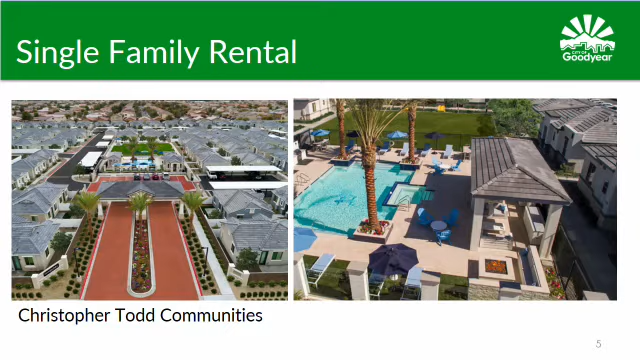 Single Family Rental
CITY OF
Goodyear
Christopher Todd Communities
5